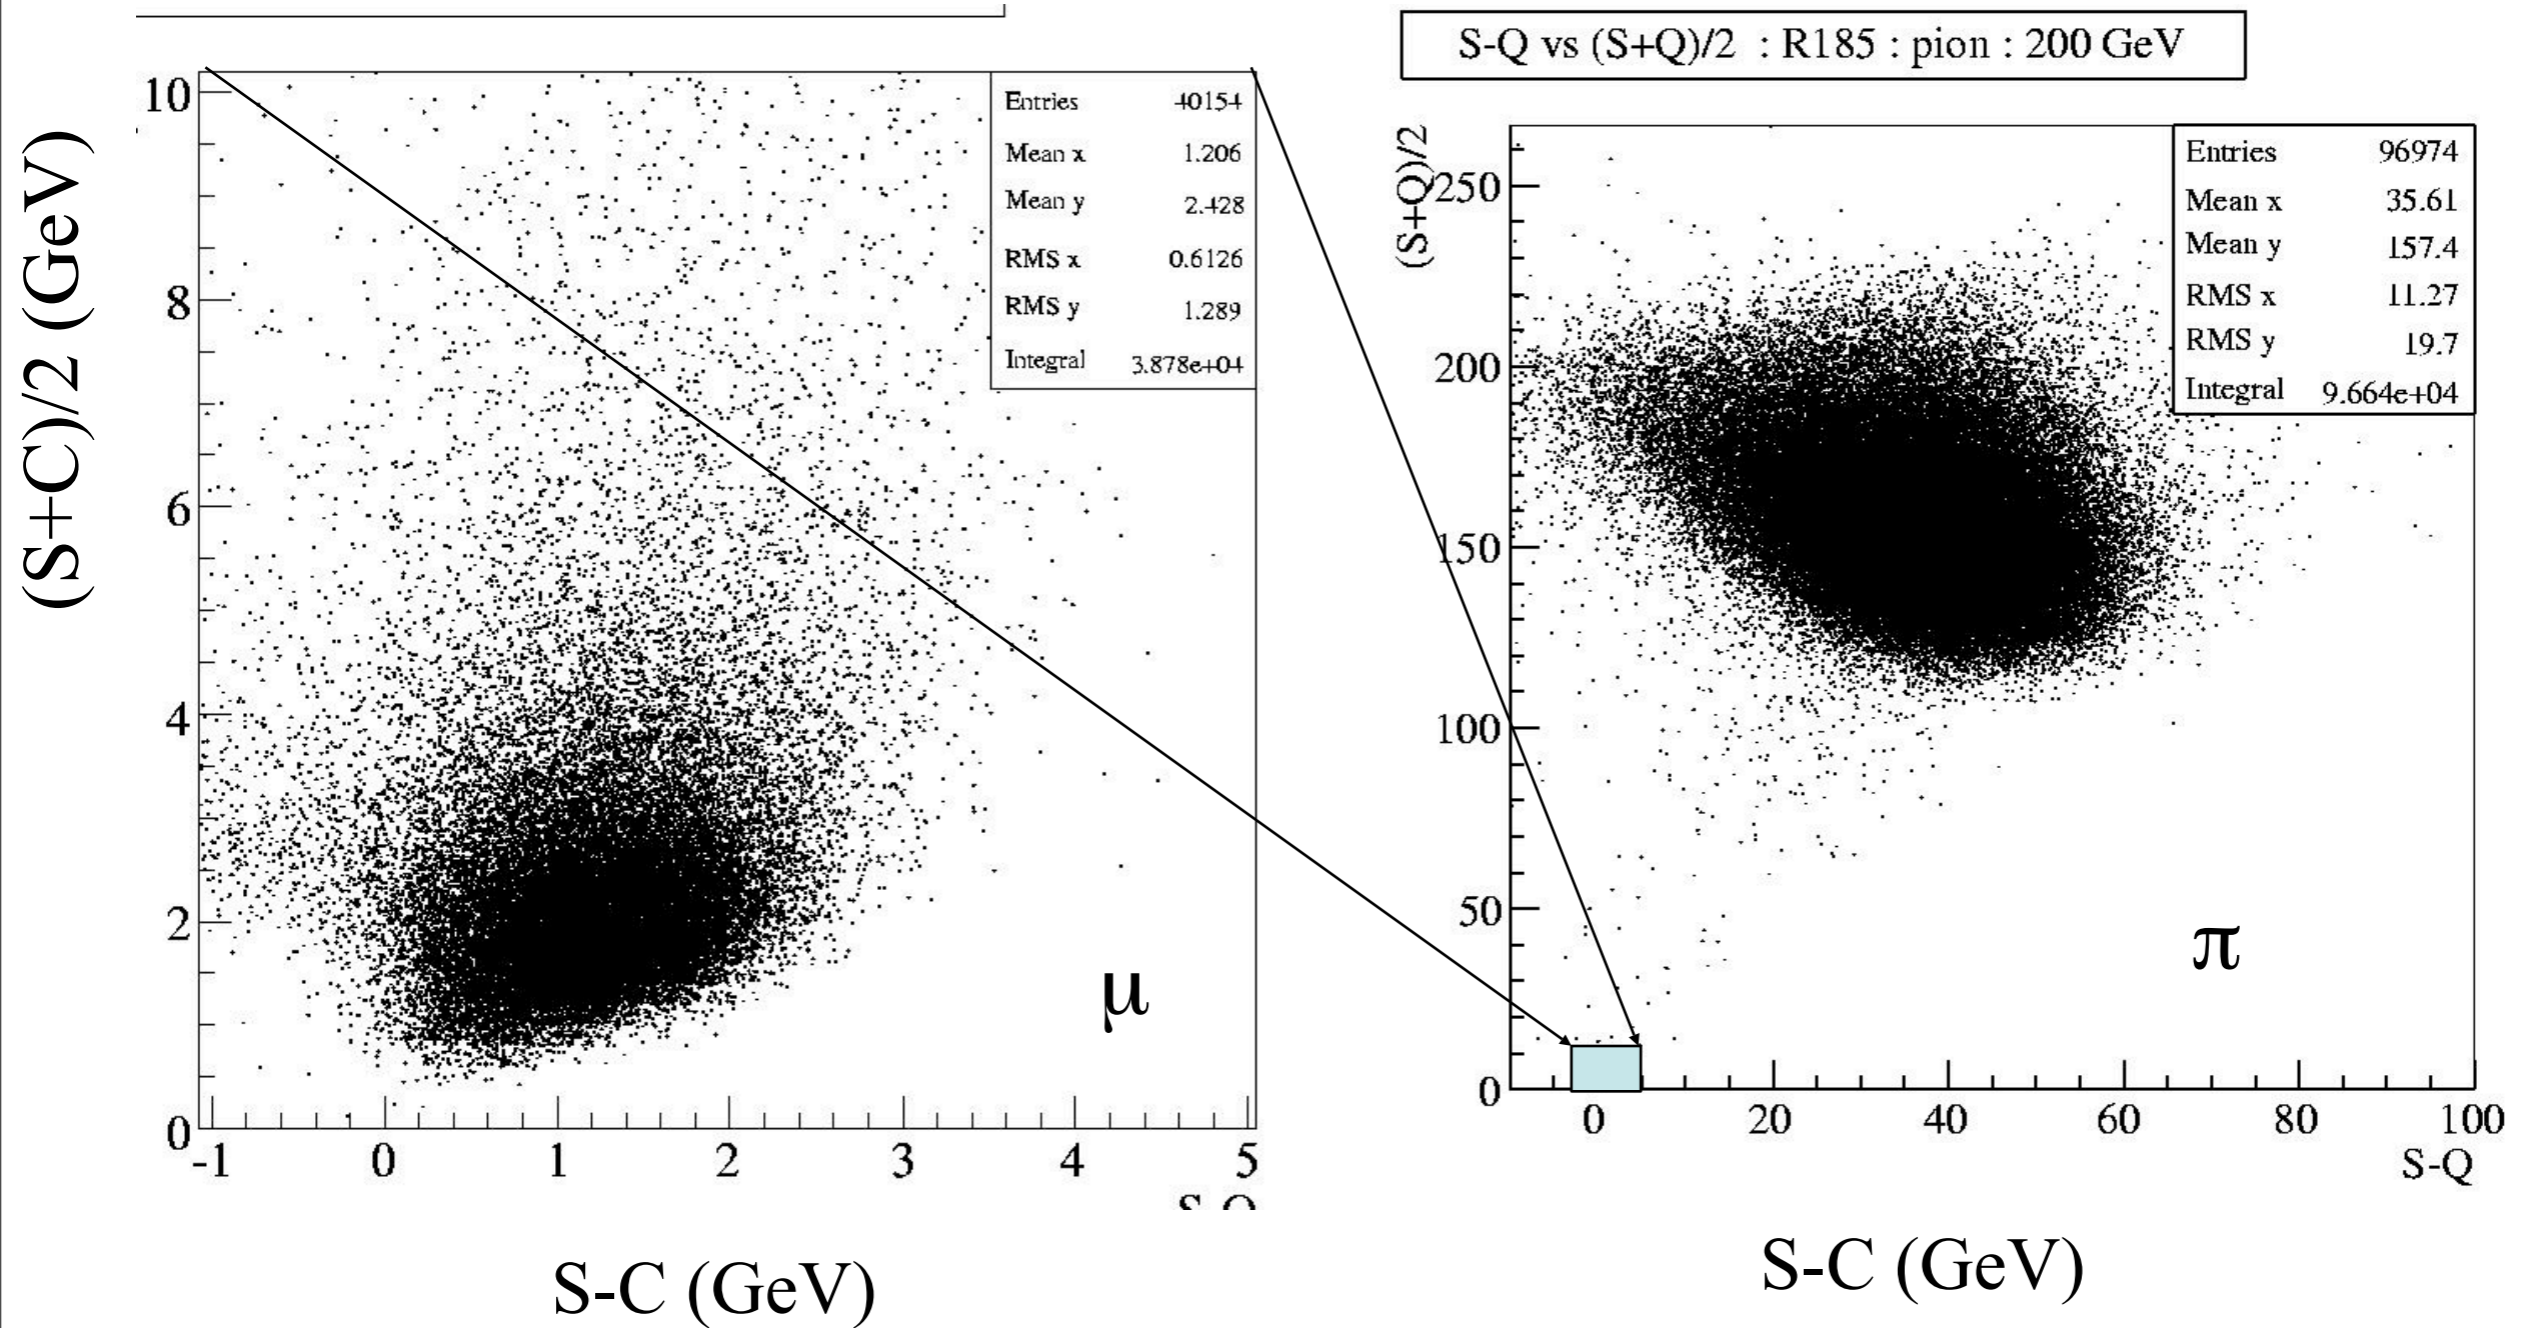 S-Q vs (S+Q)/2 : R185 : pion : 200 GeV
(S+C)/2 (GeV)
10
8
6
4
2
0
-1 0 1 2 3 4 5
Entries 40154
Mean x 1.206
Mean y 2.428
RMS x 0.6126
RMS y 1.289
Integral 3.878e+04
μ
S-C (GeV)
(S+Q)/2
250
200
150
100
50
0
0 20 40 60 80 100
S-Q
Entries 96974
Mean x 35.61
Mean y 157.4
RMS x 11.27
RMS y 19.7
Integral 9.664e+04
π
S-C (GeV)